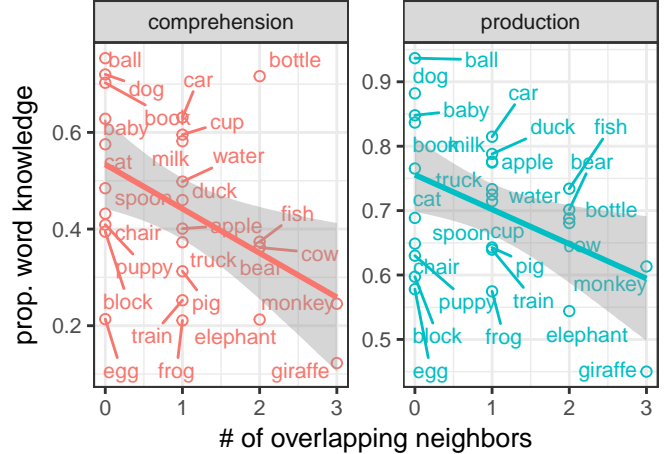 comprehension
production
prop. word knowledge
0.6
0.4
0.2
ball
dog
book
baby
cat
spoon
chair
puppy
block
egg
car
cup
milk
water
duck
apple
truck
pig
train
frog
bottle
fish
cow
bear
elephant
monkey
giraffe
0
1
2
3
0.9
0.8
0.7
0.6
0.5
ball
dog
baby
book
cat
spoon
chair
puppy
block
egg
car
milk
duck
apple
truck
water
cup
pig
train
frog
fish
bear
bottle
cow
elephant
monkey
giraffe
0
1
2
3
# of overlapping neighbors